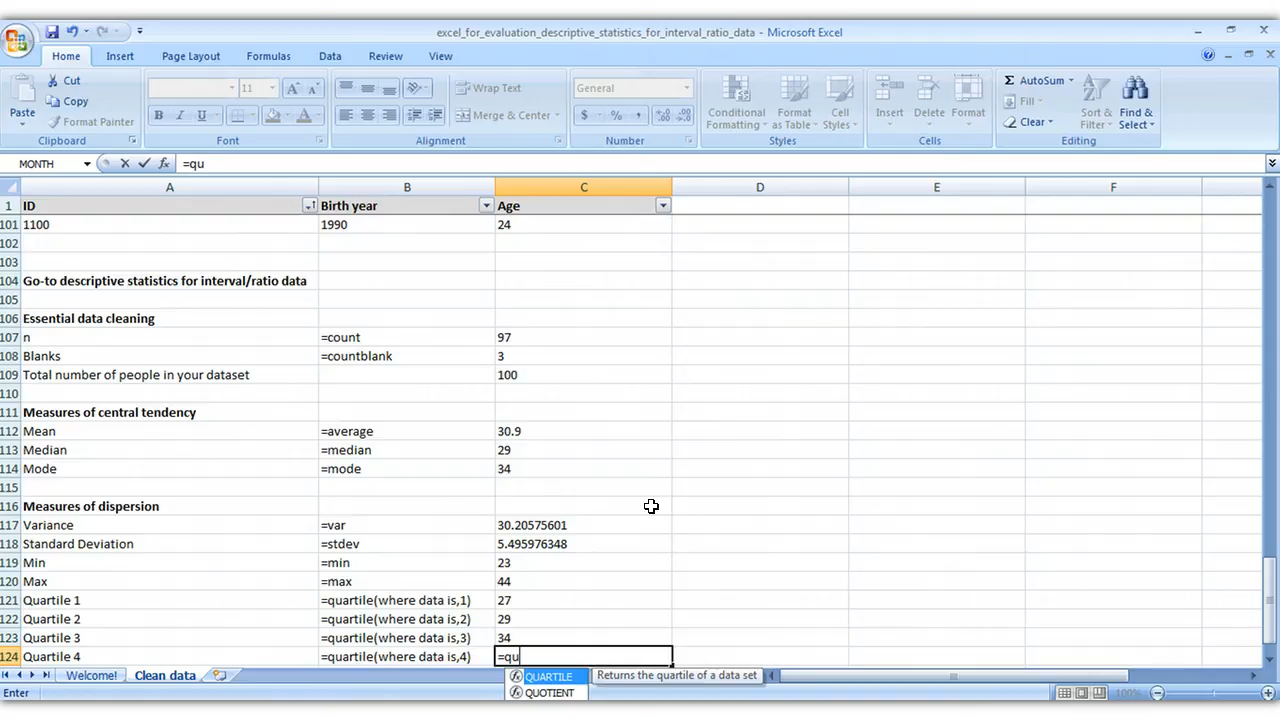 excel_for_evaluation_descriptive_statistics_for_interval_ratio_data - Microsoft Excel
Home Insert Page Layout Formulas Data Review View
Paste Cut Copy Format Painter Clipboard
11 A A B I U A Font
Wrap Text Merge & Center Alignment
General $ % , Number
Conditional Formatting Format as Table Cell Styles Styles
Insert Delete Format Cells
Σ AutoSum Fill Clear Sort & Filter Find & Select Editing
MONTH =qu
A B C D E F
1 ID Birth year Age
101 1100 1990 24
102
103
104 Go-to descriptive statistics for interval/ratio data
105
106 Essential data cleaning
107 n =count 97
108 Blanks =countblank 3
109 Total number of people in your dataset 100
110
111 Measures of central tendency
112 Mean =average 30.9
113 Median =median 29
114 Mode =mode 34
115
116 Measures of dispersion
117 Variance =var 30.20575601
118 Standard Deviation =stdev 5.495976348
119 Min =min 23
120 Max =max 44
121 Quartile 1 =quartile(where data is,1) 27
122 Quartile 2 =quartile(where data is,2) 29
123 Quartile 3 =quartile(where data is,3) 34
124 Quartile 4 =quartile(where data is,4) =qu
Welcome! Clean data QUARTILE Returns the quartile of a data set
QUOTIENT
Enter 100%